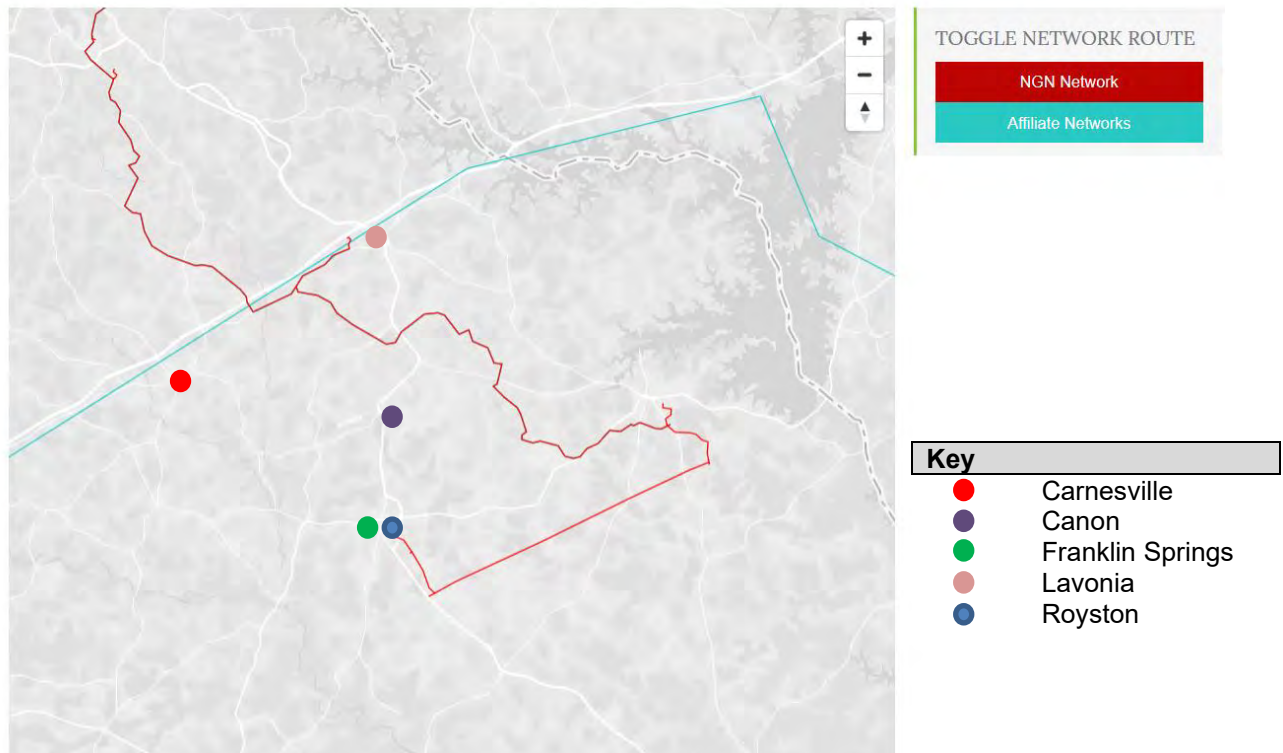 +
−
TOGGLE NETWORK ROUTE
NGN Network
Affiliate Networks
Key
Carnesville
Canon
Franklin Springs
Lavonia
Royston